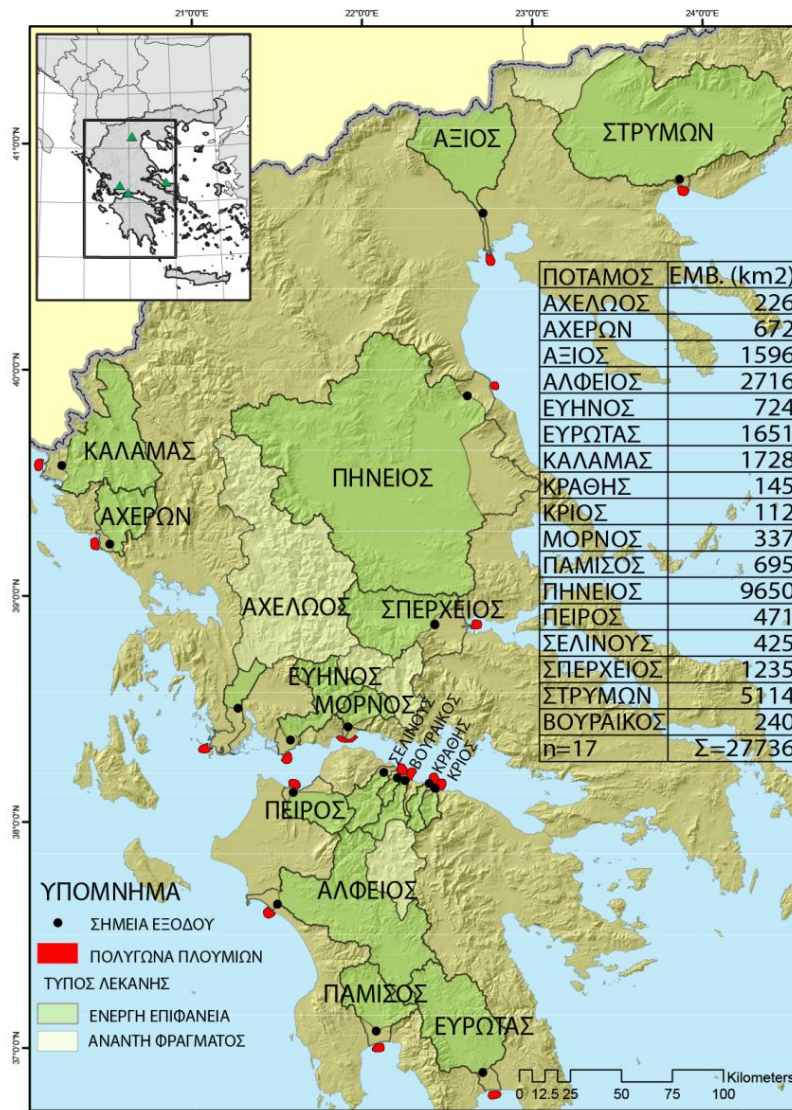 21°0'0"E 22°0'0"E 23°0'0"E 24°0'0"E
41°0'0"N
40°0'0"N
39°0'0"N
38°0'0"N
37°0'0"N
ΑΞΙΟΣ
ΣΤΡΥΜΩΝ
ΚΑΛΑΜΑΣ
ΑΧΕΡΩΝ
ΠΗΝΕΙΟΣ
ΑΧΕΛΩΟΣ
ΣΠΕΡΧΕΙΟΣ
ΕΥΗΝΟΣ
ΜΟΡΝΟΣ
ΣΕΛΙΝΟΥΣ
ΒΟΥΡΑΙΚΟΣ
ΚΡΑΘΗΣ
ΚΡΙΟΣ
ΠΕΙΡΟΣ
ΑΛΦΕΙΟΣ
ΠΑΜΙΣΟΣ
ΕΥΡΩΤΑΣ
ΠΟΤΑΜΟΣ ΕΜΒ. (km2)
ΑΧΕΛΩΟΣ 226
ΑΧΕΡΩΝ 672
ΑΞΙΟΣ 1596
ΑΛΦΕΙΟΣ 2716
ΕΥΗΝΟΣ 724
ΕΥΡΩΤΑΣ 1651
ΚΑΛΑΜΑΣ 1728
ΚΡΑΘΗΣ 145
ΚΡΙΟΣ 112
ΜΟΡΝΟΣ 337
ΠΑΜΙΣΟΣ 695
ΠΗΝΕΙΟΣ 9650
ΠΕΙΡΟΣ 471
ΣΕΛΙΝΟΥΣ 425
ΣΠΕΡΧΕΙΟΣ 1235
ΣΤΡΥΜΩΝ 5114
ΒΟΥΡΑΙΚΟΣ 240
n=17 Σ=27736
ΥΠΟΜΝΗΜΑ
ΣΗΜΕΙΑ ΕΞΟΔΟΥ
ΠΟΛΥΓΩΝΑ ΠΛΟΥΜΙΩΝ
ΤΥΠΟΣ ΛΕΚΑΝΗΣ
ΕΝΕΡΓΗ ΕΠΙΦΑΝΕΙΑ
ΑΝΑΝΤΗ ΦΡΑΓΜΑΤΟΣ
Kilometers
0 12.5 25 50 75 100